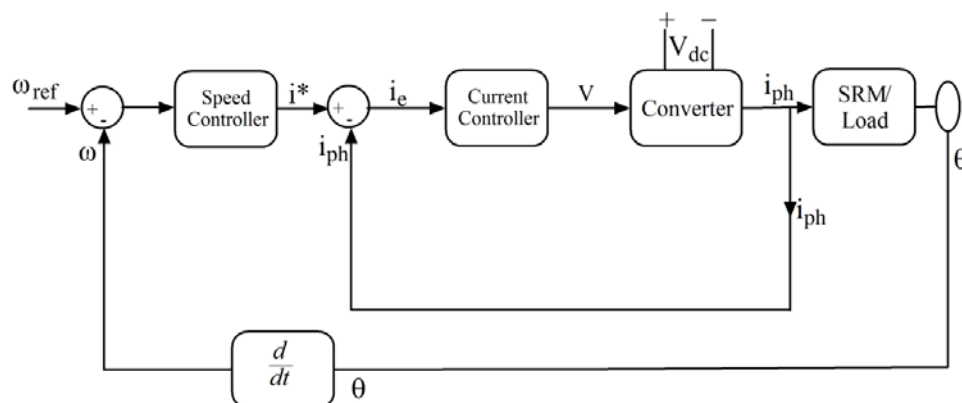 + −
V_dc
ω_ref
+
-
ω
Speed
Controller
i*
+
-
i_ph
i_e
Current
Controller
V
Converter
i_ph
SRM/
Load
θ
i_ph
d
dt
θ